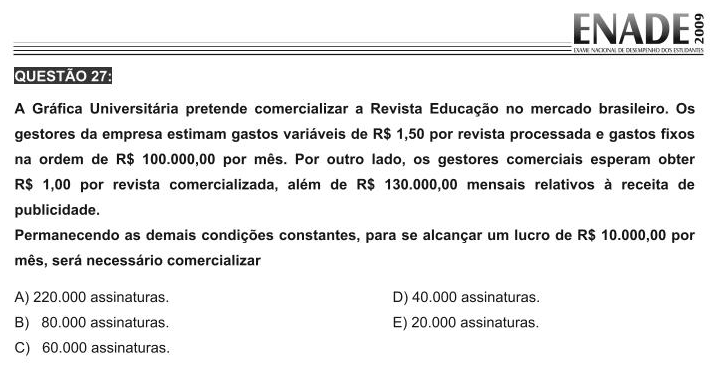 ENADE 2009
EXAME NACIONAL DE DESEMPENHO DOS ESTUDANTES
QUESTÃO 27:
A Gráfica Universitária pretende comercializar a Revista Educação no mercado brasileiro. Os
gestores da empresa estimam gastos variáveis de R$ 1,50 por revista processada e gastos fixos
na ordem de R$ 100.000,00 por mês. Por outro lado, os gestores comerciais esperam obter
R$ 1,00 por revista comercializada, além de R$ 130.000,00 mensais relativos à receita de
publicidade.
Permanecendo as demais condições constantes, para se alcançar um lucro de R$ 10.000,00 por
mês, será necessário comercializar
A) 220.000 assinaturas.
B) 80.000 assinaturas.
C) 60.000 assinaturas.
D) 40.000 assinaturas.
E) 20.000 assinaturas.